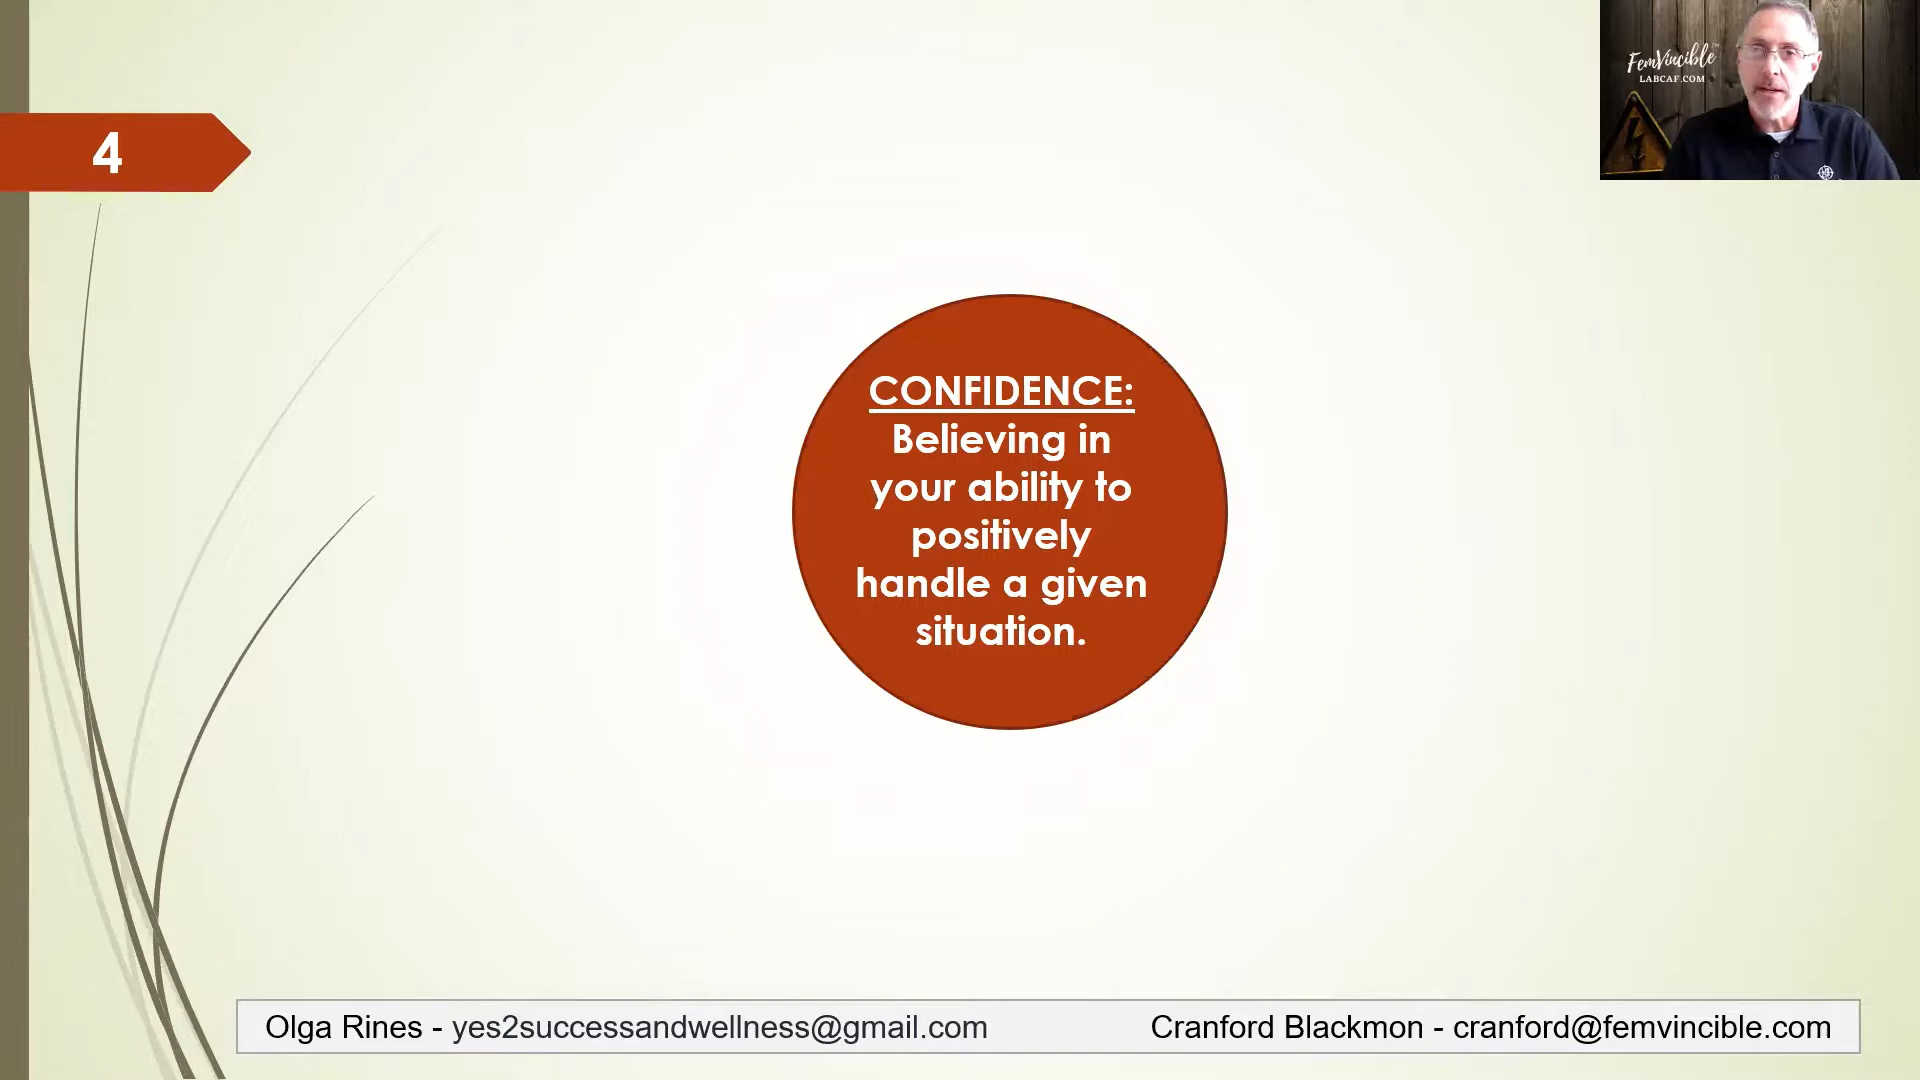 4
FemVincible™
LABCAF.COM
CONFIDENCE:
Believing in
your ability to
positively
handle a given
situation.
Olga Rines - yes2successandwellness@gmail.com
Cranford Blackmon - cranford@femvincible.com